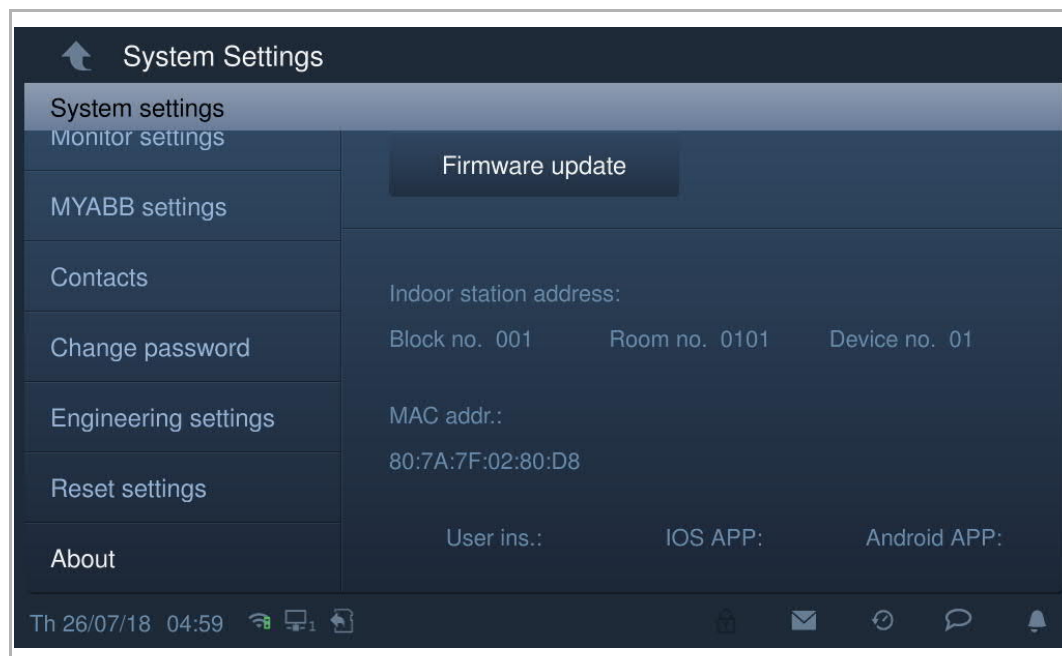 System Settings
System settings
Monitor settings
MYABB settings
Contacts
Change password
Engineering settings
Reset settings
About
Firmware update
Indoor station address:
Block no. 001 Room no. 0101 Device no. 01
MAC addr.:
80:7A:7F:02:80:D8
User ins.: IOS APP: Android APP:
Th 26/07/18 04:59 1